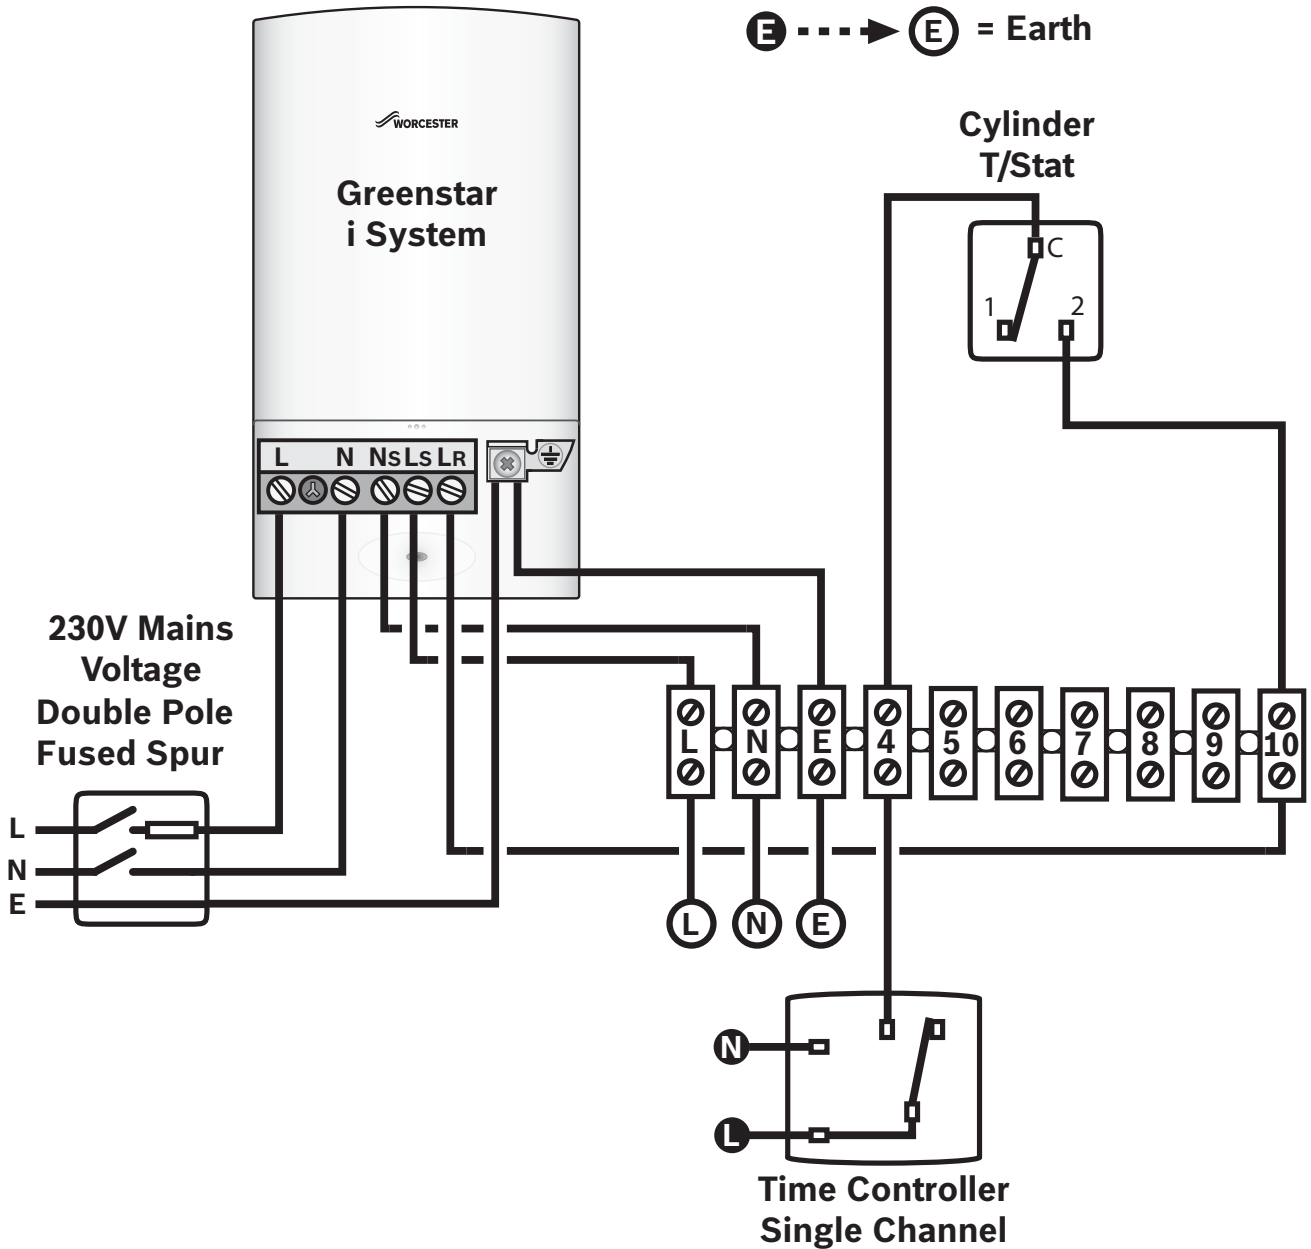 E
E = Earth
WORCESTER
Greenstar
i System
Cylinder
T/Stat
C
1
2
L N Ns Ls LR
230V Mains
Voltage
Double Pole
Fused Spur
L
N
E
L N E 4 5 6 7 8 9 10
L N E
N
L
Time Controller
Single Channel